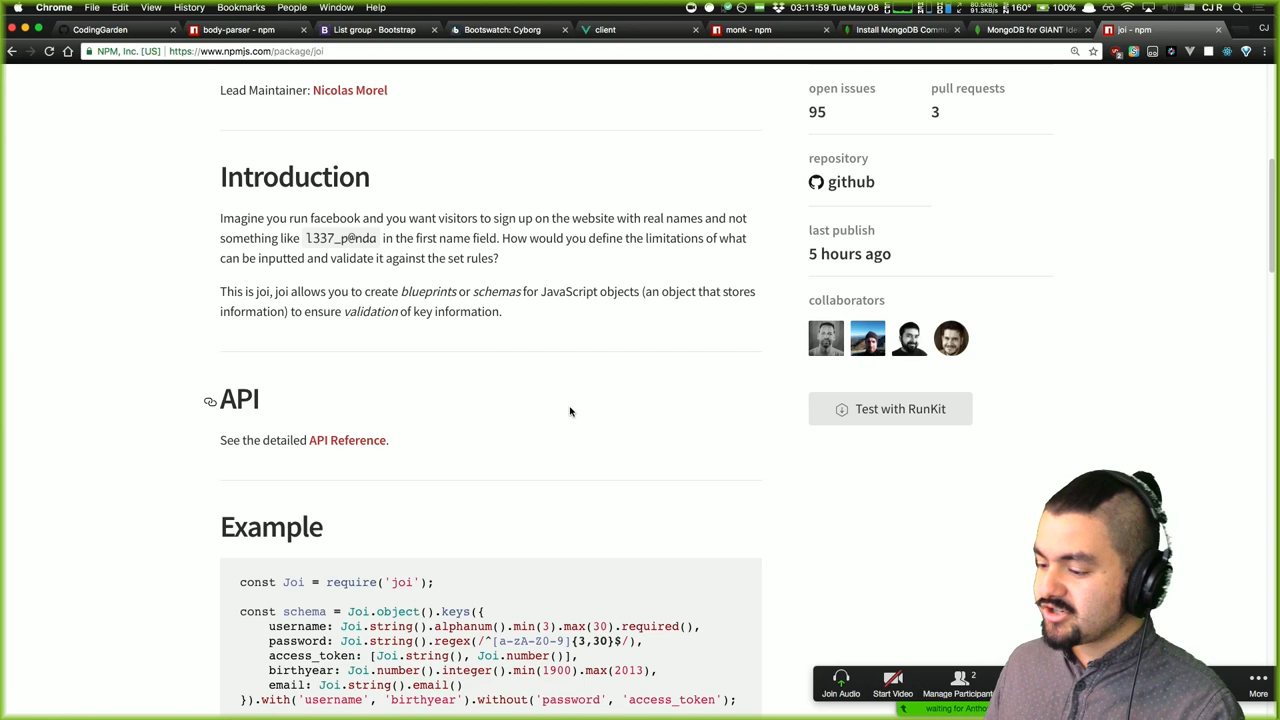 Chrome File Edit View History Bookmarks People Window Help 160° 100% 03:11:59 Tue May 08 CJ R
CodingGarden body-parser - npm List group · Bootstrap Bootswatch: Cyborg client monk - npm Install MongoDB Commu MongoDB for GIANT Ide joi - npm CJ
NPM, Inc. [US] https://www.npmjs.com/package/joi
Lead Maintainer: Nicolas Morel
Introduction
Imagine you run facebook and you want visitors to sign up on the website with real names and not
something like l337_p@nda in the first name field. How would you define the limitations of what
can be inputted and validate it against the set rules?
This is joi, joi allows you to create blueprints or schemas for JavaScript objects (an object that stores
information) to ensure validation of key information.
API
See the detailed API Reference.
Example
const Joi = require('joi');
const schema = Joi.object().keys({
username: Joi.string().alphanum().min(3).max(30).required(),
password: Joi.string().regex(/^[a-zA-Z0-9]{3,30}$/),
access_token: [Joi.string(), Joi.number()],
birthyear: Joi.number().integer().min(1900).max(2013),
email: Joi.string().email()
}).with('username', 'birthyear').without('password', 'access_token');
open issues pull requests
95 3
repository
github
last publish
5 hours ago
collaborators
Test with RunKit
2
Join Audio Start Video Manage Participan More
waiting for Antho